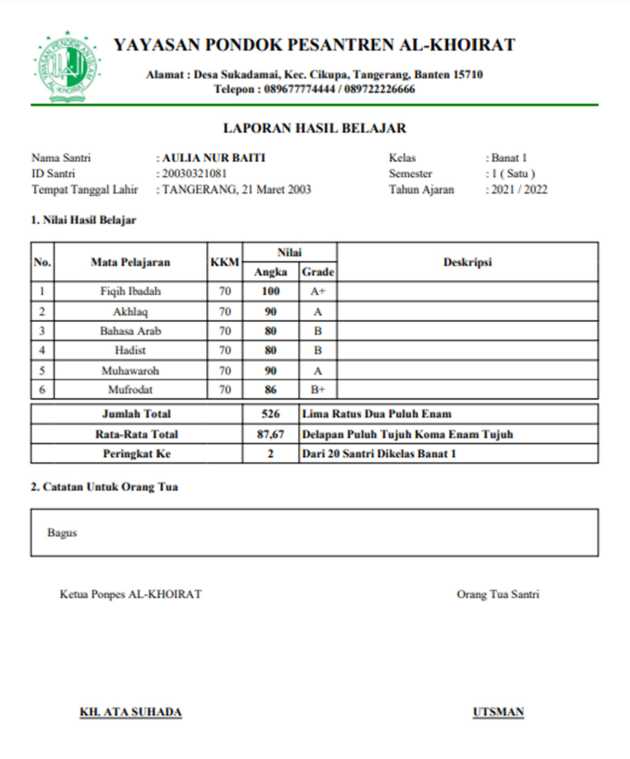 YAYASAN PONDOK PESANTREN AL-KHOIRAT
Alamat : Desa Sukadamai, Kec. Cikupa, Tangerang, Banten 15710
Telepon : 089677774444 / 089722226666
LAPORAN HASIL BELAJAR
Nama Santri : AULIA NUR BAITI Kelas : Banat 1
ID Santri : 20030321081 Semester : 1 ( Satu )
Tempat Tanggal Lahir : TANGERANG, 21 Maret 2003 Tahun Ajaran : 2021 / 2022
1. Nilai Hasil Belajar
No. Mata Pelajaran KKM Nilai Deskripsi
Angka Grade
1 Fiqih Ibadah 70 100 A+
2 Akhlaq 70 90 A
3 Bahasa Arab 70 80 B
4 Hadist 70 80 B
5 Muhawaroh 70 90 A
6 Mufrodat 70 86 B+
Jumlah Total 526 Lima Ratus Dua Puluh Enam
Rata-Rata Total 87,67 Delapan Puluh Tujuh Koma Enam Tujuh
Peringkat Ke 2 Dari 20 Santri Dikelas Banat 1
2. Catatan Untuk Orang Tua
Bagus
Ketua Ponpes AL-KHOIRAT Orang Tua Santri
KH. ATA SUHADA UTSMAN